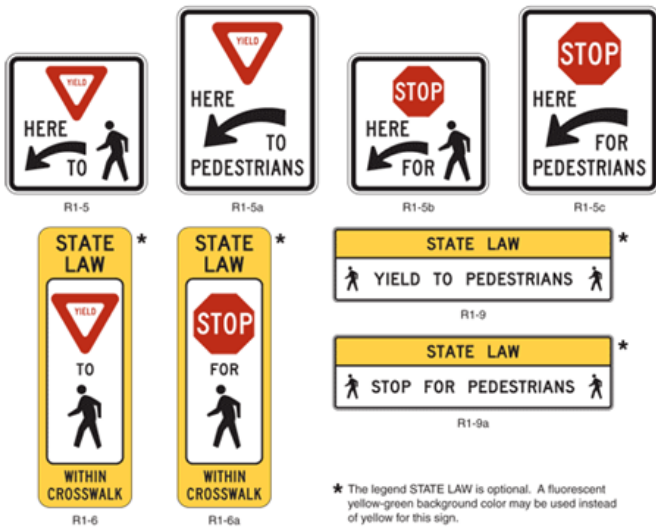 YIELD
HERE
TO
R1-5
YIELD
HERE
TO
PEDESTRIANS
R1-5a
STOP
HERE
FOR
R1-5b
STOP
HERE
FOR
PEDESTRIANS
R1-5c
STATE
LAW
*
YIELD
TO
WITHIN
CROSSWALK
R1-6
STATE
LAW
*
STOP
FOR
WITHIN
CROSSWALK
R1-6a
STATE LAW
*
YIELD TO PEDESTRIANS
R1-9
STATE LAW
*
STOP FOR PEDESTRIANS
R1-9a
* The legend STATE LAW is optional. A fluorescent
yellow-green background color may be used instead
of yellow for this sign.